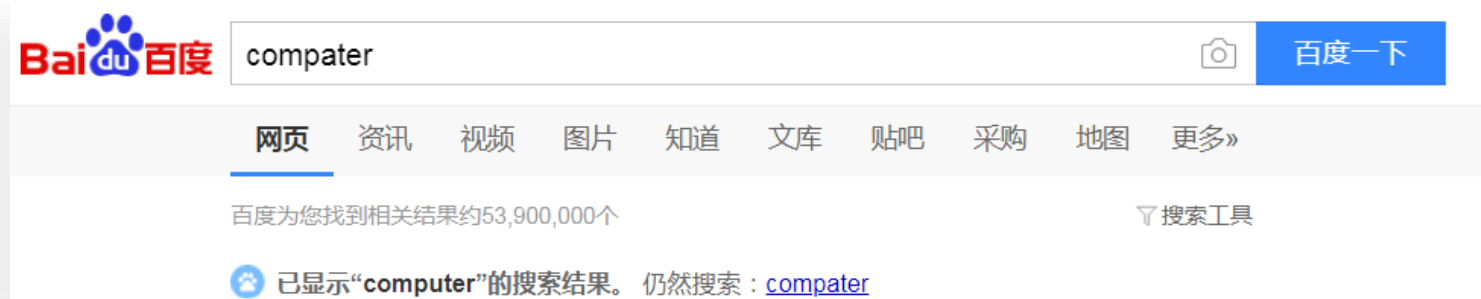 Bai du 百度 compater 百度一下
网页 资讯 视频 图片 知道 文库 贴吧 采购 地图 更多»
百度为您找到相关结果约53,900,000个 搜索工具
已显示“computer”的搜索结果。 仍然搜索：compater